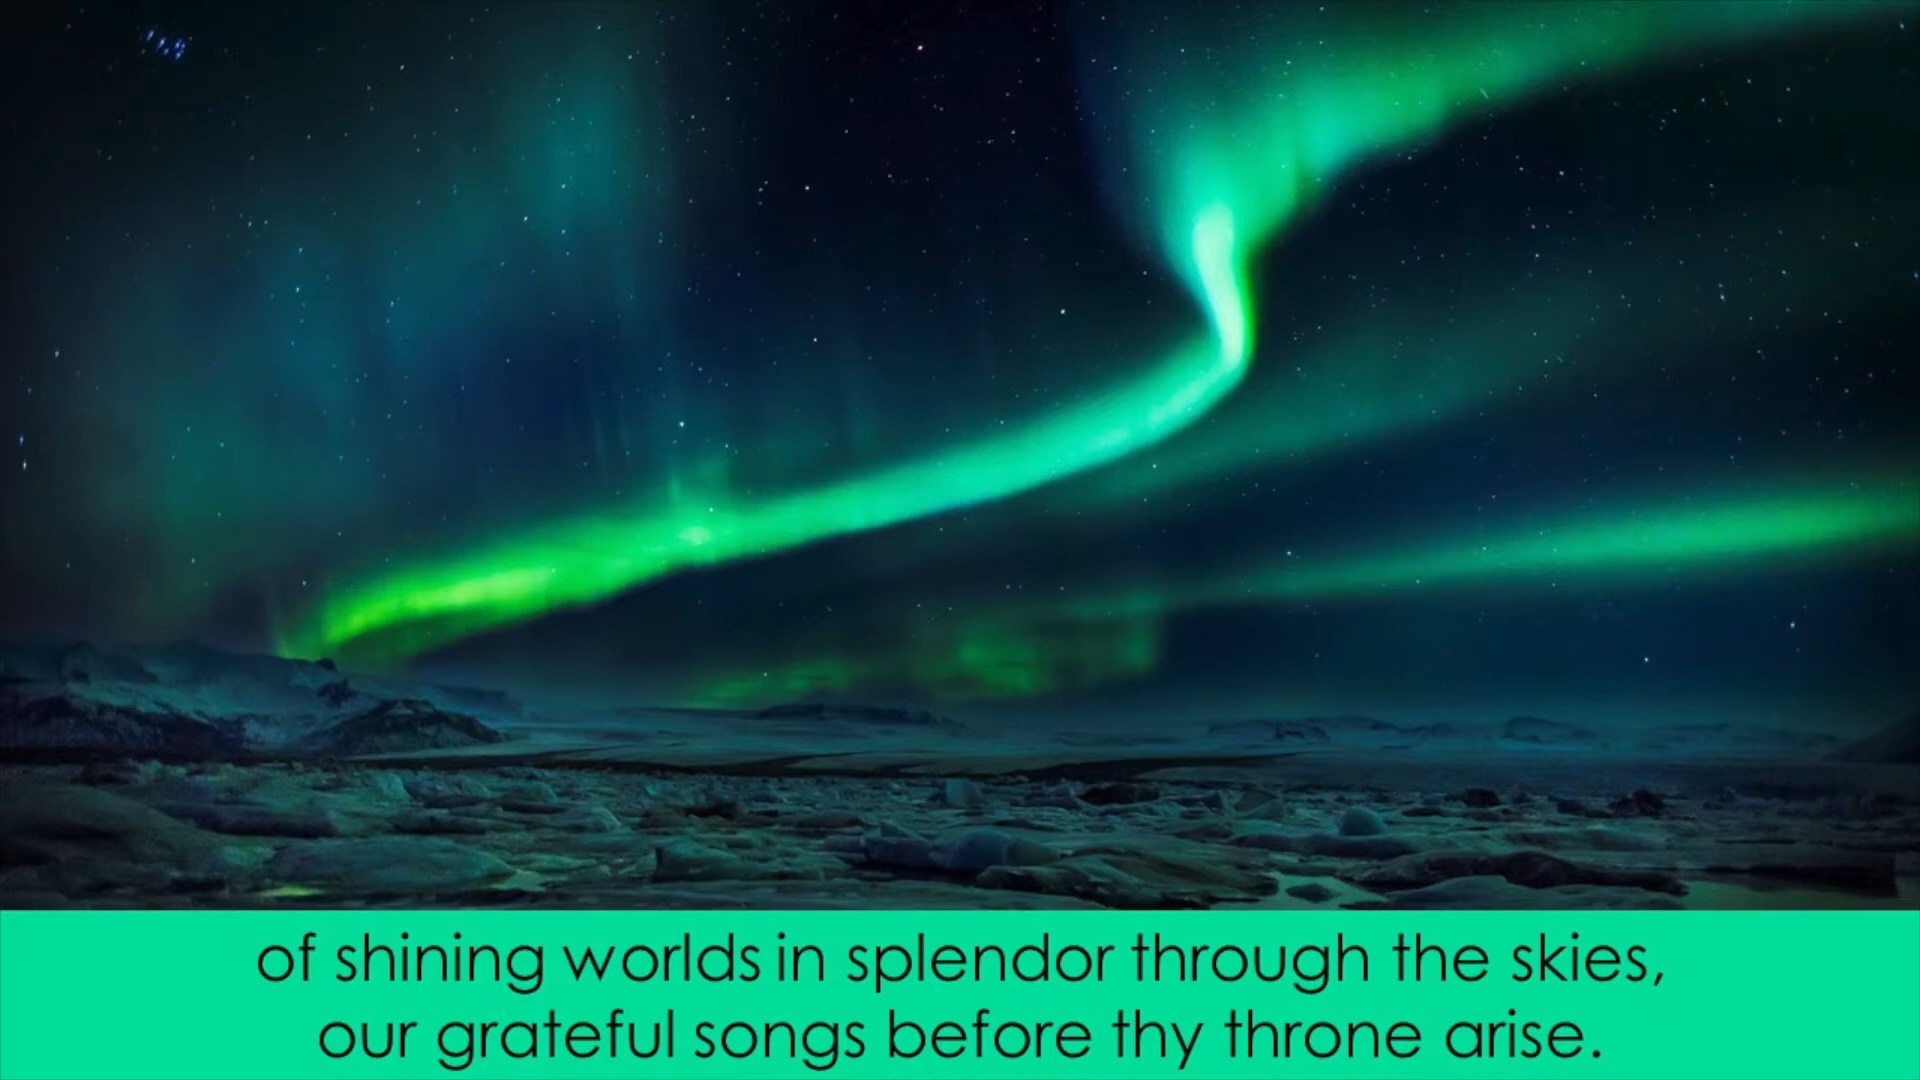 of shining worlds in splendor through the skies,
our grateful songs before thy throne arise.